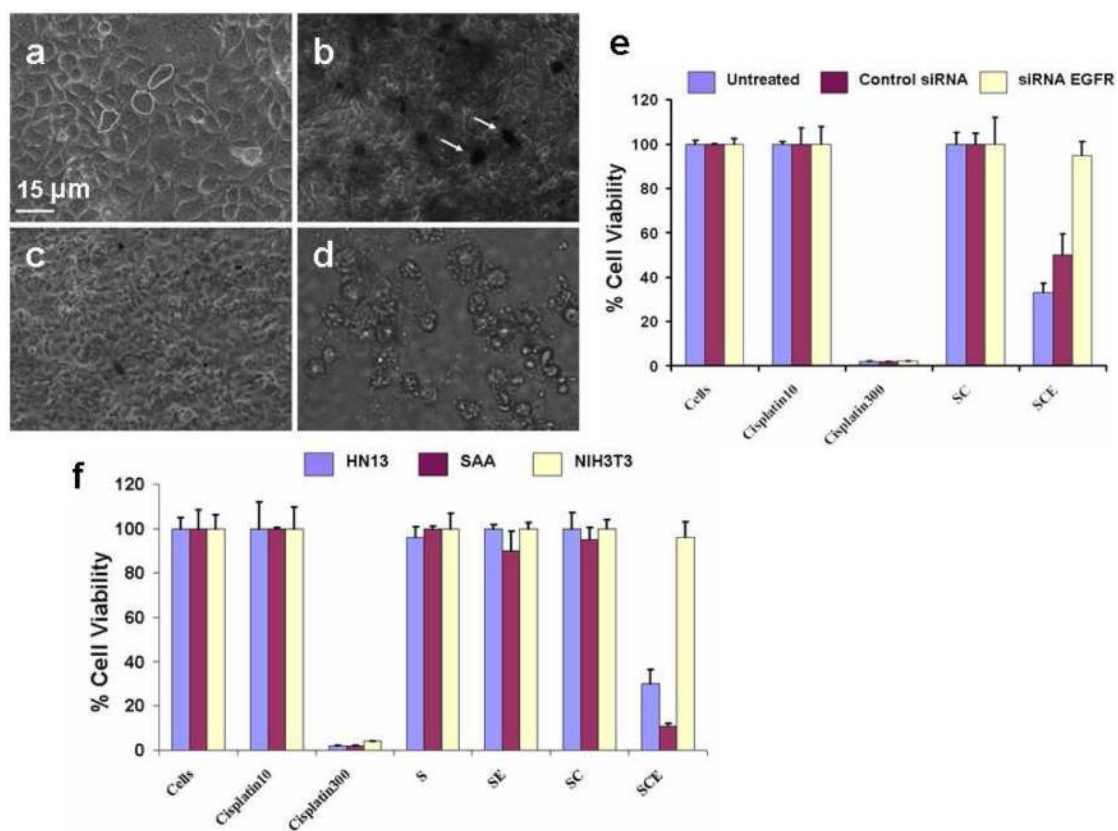 a
b
15 µm
c
d
e
Untreated Control siRNA siRNA EGFR
120
100
80
60
40
20
0
% Cell Viability
Cells Cisplatin10 Cisplatin300 SC SCE
f
HN13 SAA NIH3T3
120
100
80
60
40
20
0
% Cell Viability
Cells Cisplatin10 Cisplatin300 S SE SC SCE